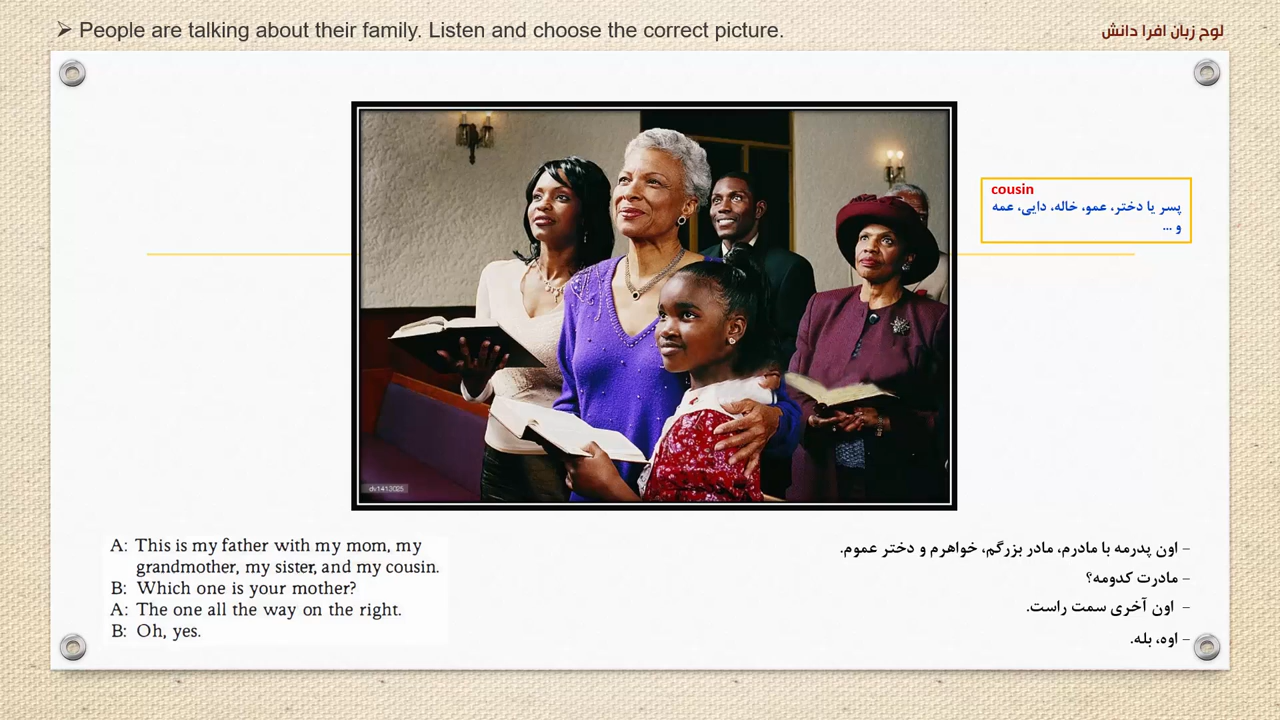 ➢ People are talking about their family. Listen and choose the correct picture.
لوح زبان افرا دانش
cousin
پسر یا دختر، عمو، خاله، دایی، عمه
و ...
dv1413025
A: This is my father with my mom, my
grandmother, my sister, and my cousin.
B: Which one is your mother?
A: The one all the way on the right.
B: Oh, yes.
- اون پدرمه با مادرم، مادر بزرگم، خواهرم و دختر عموم.
- مادرت کدومه؟
- اون آخری سمت راست.
- اوه، بله.